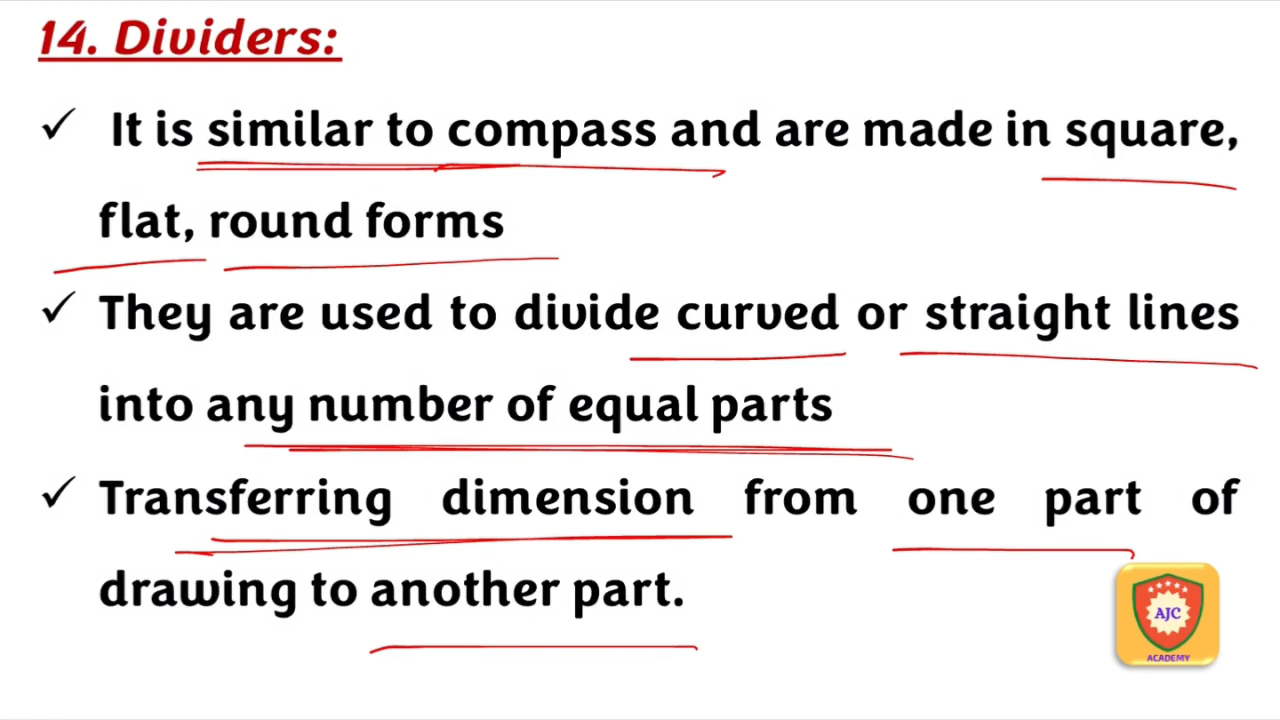 14. Dividers:
✓ It is similar to compass and are made in square,
flat, round forms
✓ They are used to divide curved or straight lines
into any number of equal parts
✓ Transferring dimension from one part of
drawing to another part.
AJC
ACADEMY